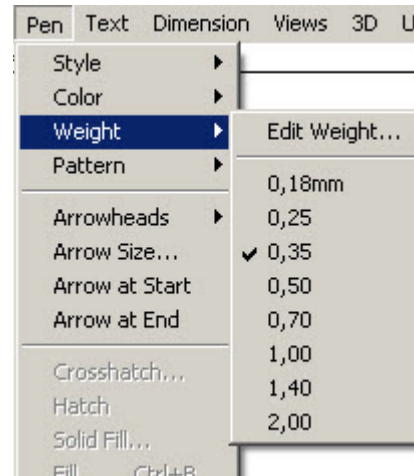 Pen Text Dimension Views 3D
Style
Color
Weight
Pattern
Arrowheads
Arrow Size...
Arrow at Start
Arrow at End
Crosshatch...
Hatch
Solid Fill...
Fill... Ctrl+B
Edit Weight...
0,18mm
0,25
0,35
0,50
0,70
1,00
1,40
2,00